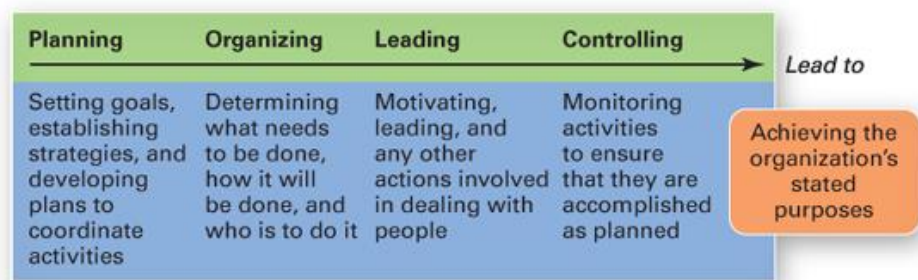 Planning
Organizing
Leading
Controlling
Lead to
Setting goals,
establishing
strategies, and
developing
plans to
coordinate
activities
Determining
what needs
to be done,
how it will
be done, and
who is to do it
Motivating,
leading, and
any other
actions involved
in dealing with
people
Monitoring
activities
to ensure
that they are
accomplished
as planned
Achieving the
organization's
stated
purposes